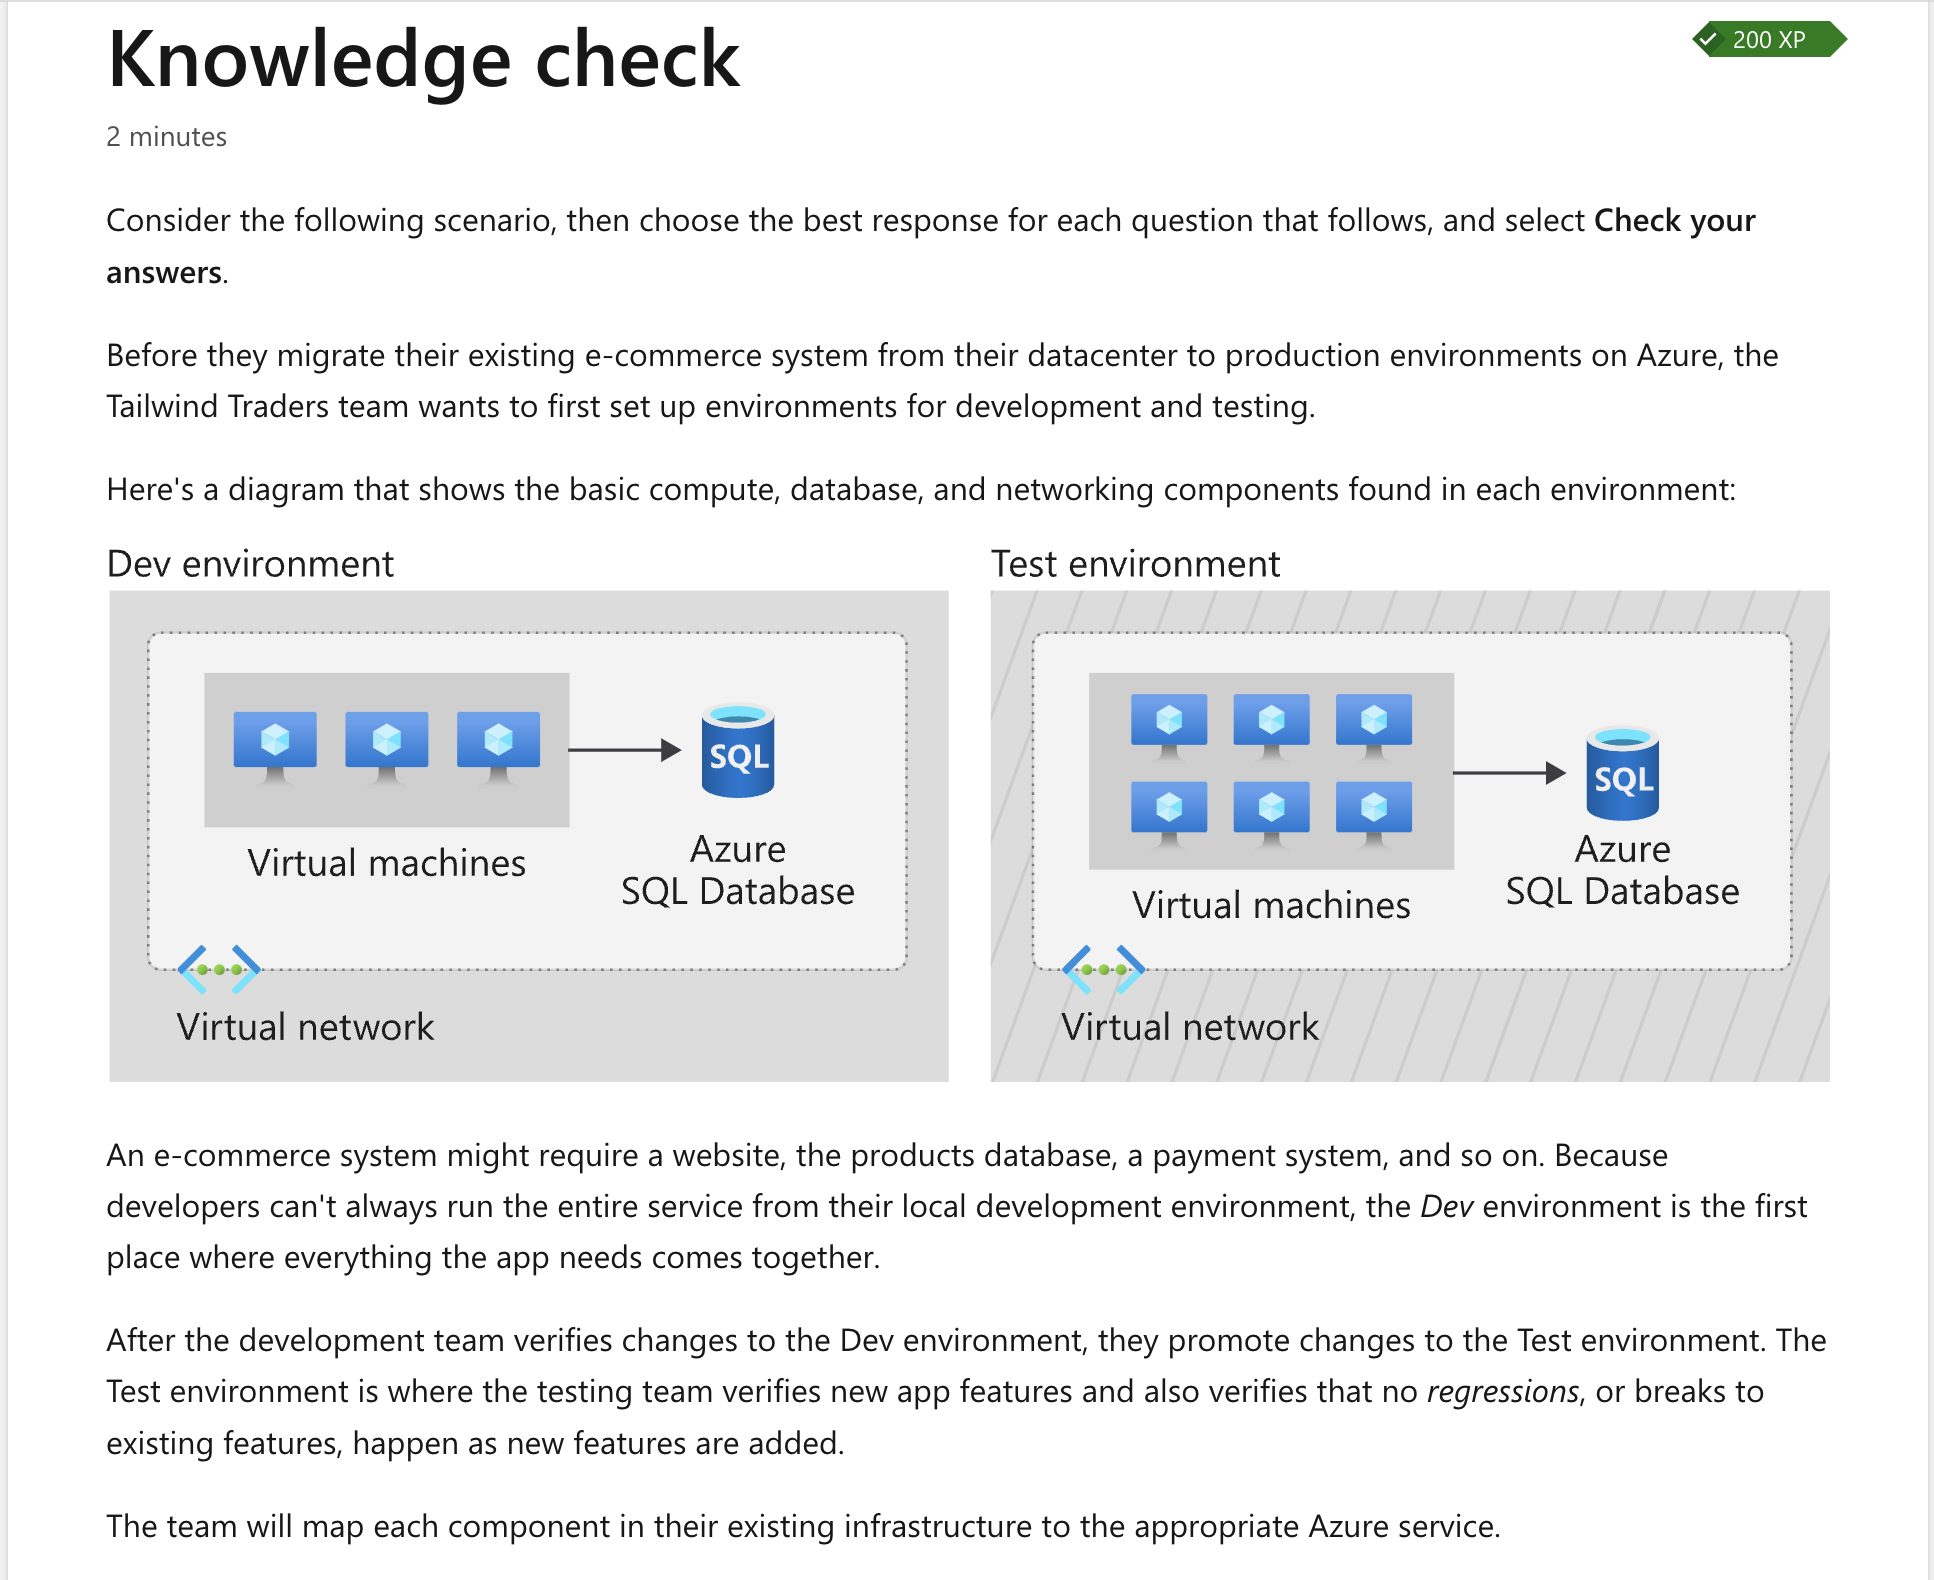 Knowledge check
200 XP
2 minutes
Consider the following scenario, then choose the best response for each question that follows, and select Check your
answers.
Before they migrate their existing e-commerce system from their datacenter to production environments on Azure, the
Tailwind Traders team wants to first set up environments for development and testing.
Here's a diagram that shows the basic compute, database, and networking components found in each environment:
Dev environment
SQL
Virtual machines
Azure
SQL Database
Virtual network
Test environment
SQL
Virtual machines
Azure
SQL Database
Virtual network
An e-commerce system might require a website, the products database, a payment system, and so on. Because
developers can't always run the entire service from their local development environment, the Dev environment is the first
place where everything the app needs comes together.
After the development team verifies changes to the Dev environment, they promote changes to the Test environment. The
Test environment is where the testing team verifies new app features and also verifies that no regressions, or breaks to
existing features, happen as new features are added.
The team will map each component in their existing infrastructure to the appropriate Azure service.